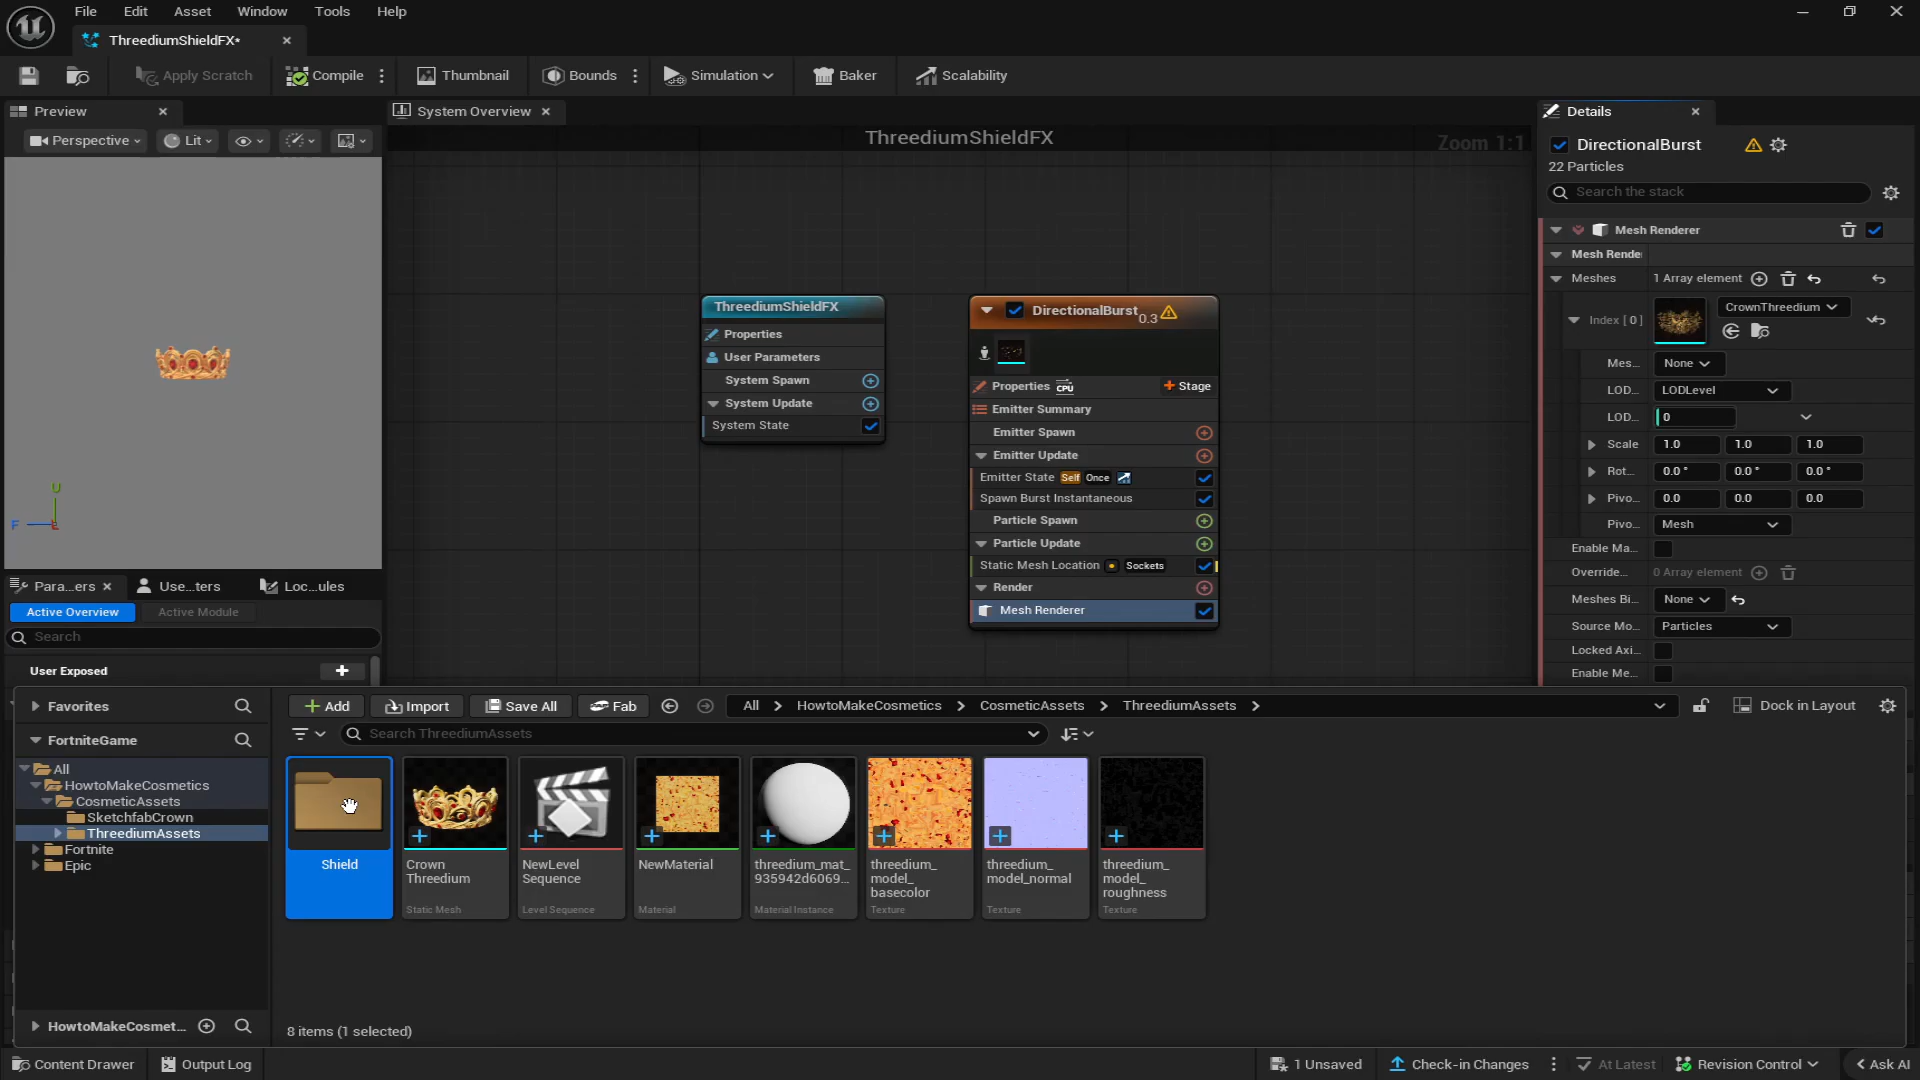 File Edit Asset Window Tools Help
ThreediumShieldFX*
Apply Scratch Compile Thumbnail Bounds Simulation Baker Scalability
Preview System Overview Details
Perspective Lit
ThreediumShieldFX Zoom 1:1
DirectionalBurst
22 Particles
Search the stack
Mesh Renderer
Mesh Rende
Meshes 1 Array element
Index [ 0 ] CrownThreedium
Mes... None
LOD... LODLevel
LOD... 0
Scale 1.0 1.0 1.0
Rot... 0.0 ° 0.0 ° 0.0 °
Pivo... 0.0 0.0 0.0
Pivo... Mesh
Enable Ma...
Override... 0 Array element
Meshes Bi... None
Source Mo... Particles
Locked Axi...
Enable Me...
ThreediumShieldFX
Properties
User Parameters
System Spawn
System Update
System State
DirectionalBurst 0.3
Properties CPU Stage
Emitter Summary
Emitter Spawn
Emitter Update
Emitter State Self Once
Spawn Burst Instantaneous
Particle Spawn
Particle Update
Static Mesh Location Sockets
Render
Mesh Renderer
U
F E
Para...ers Use...ters Loc...ules
Active Overview Active Module
Search
User Exposed
Favorites
FortniteGame
All
HowtoMakeCosmetics
CosmeticAssets
SketchfabCrown
ThreediumAssets
Fortnite
Epic
HowtoMakeCosmet...
Add Import Save All Fab All HowtoMakeCosmetics CosmeticAssets ThreediumAssets Dock in Layout
Search ThreediumAssets
Shield
Crown
Threedium
Static Mesh
NewLevel
Sequence
Level Sequence
NewMaterial
Material
threedium_mat_
935942d6069...
Material Instance
threedium_
model_
basecolor
Texture
threedium_
model_normal
Texture
threedium_
model_
roughness
Texture
8 items (1 selected)
Content Drawer Output Log 1 Unsaved Check-in Changes At Latest Revision Control Ask AI